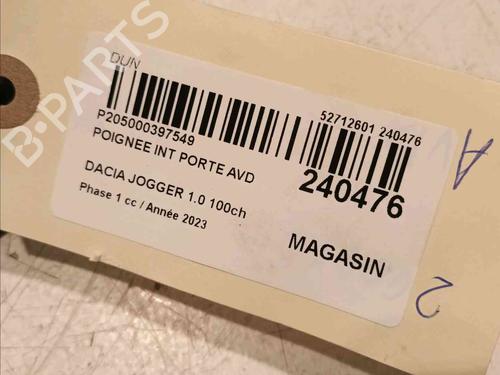 DUN
52712601 240476
P205000397549
POIGNEE INT PORTE AVD
240476
DACIA JOGGER 1.0 100ch
Phase 1 cc / Année 2023
MAGASIN
A
2
B-PARTS